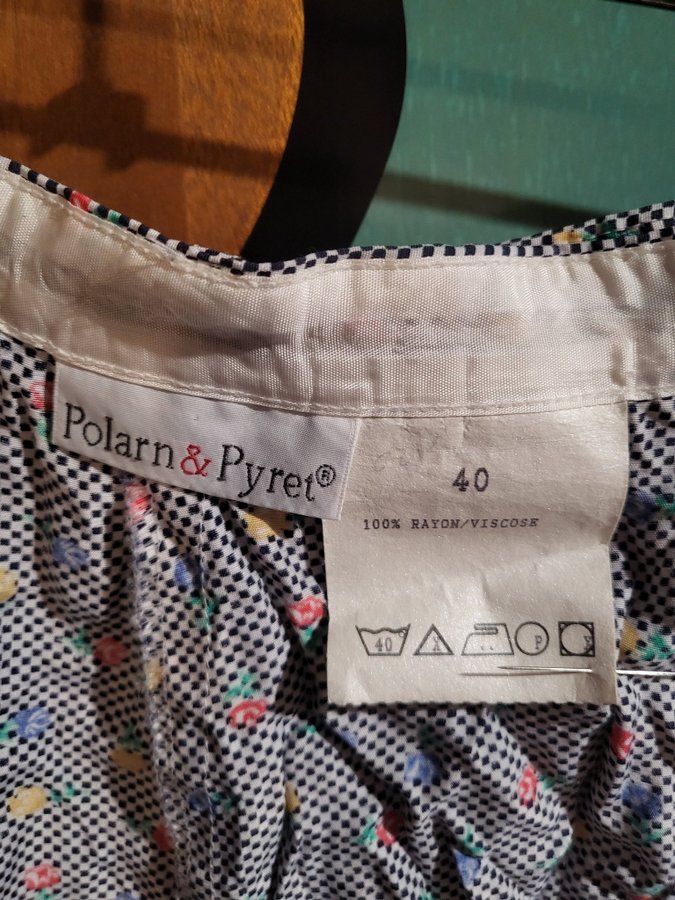 Polarn & Pyret®
40
100% RAYON/VISCOSE
40 P